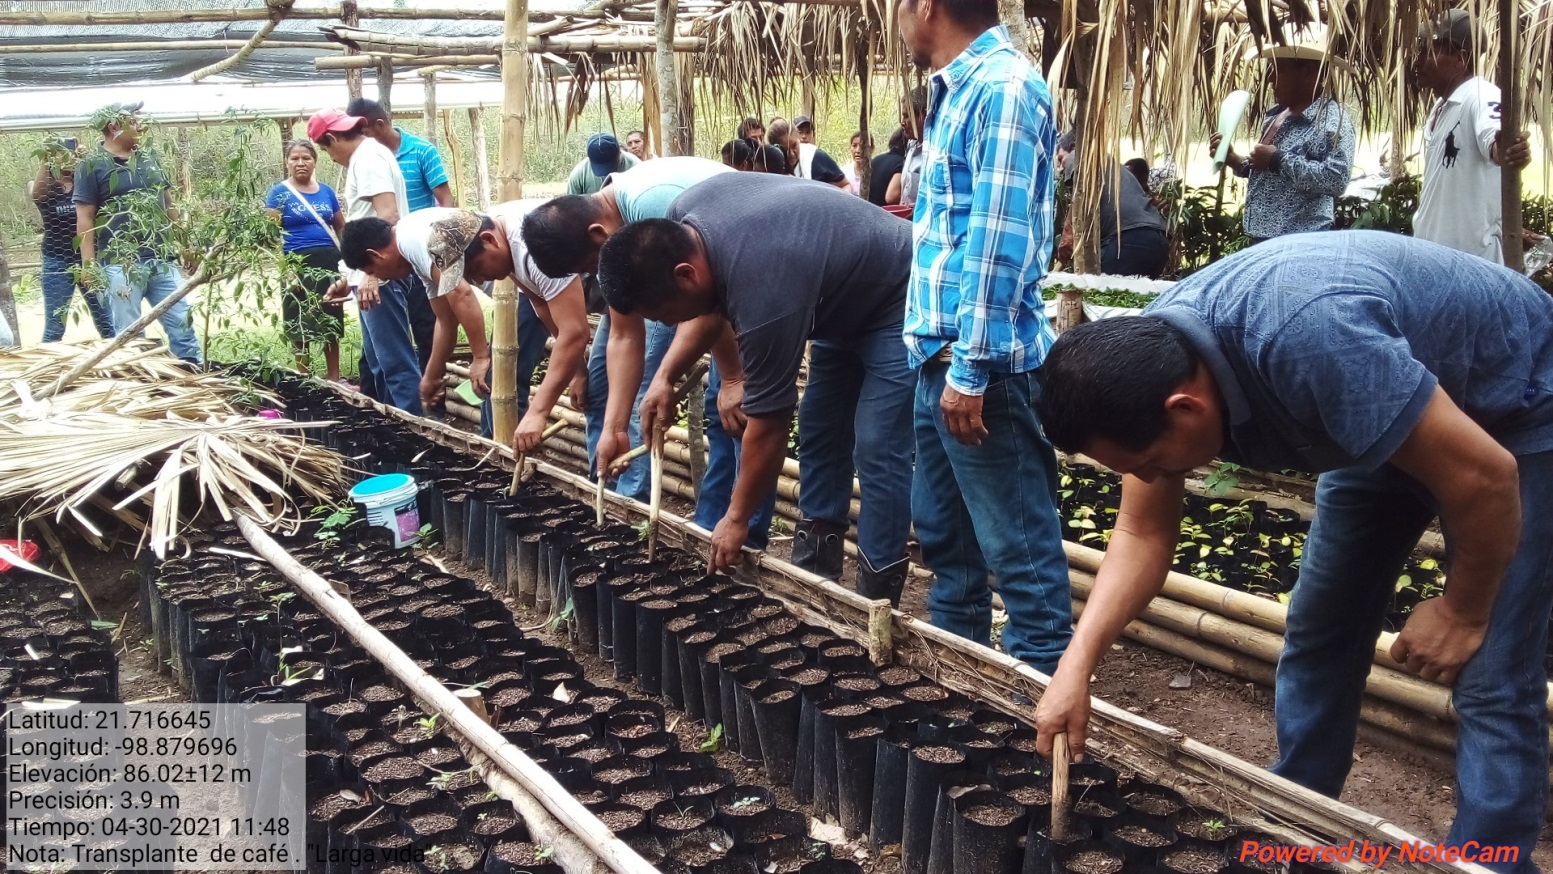 Latitud: 21.716645
Longitud: -98.879696
Elevación: 86.02±12 m
Precisión: 3.9 m
Tiempo: 04-30-2021 11:48
Nota: Transplante  de café . "Larga vida"
Powered by NoteCam